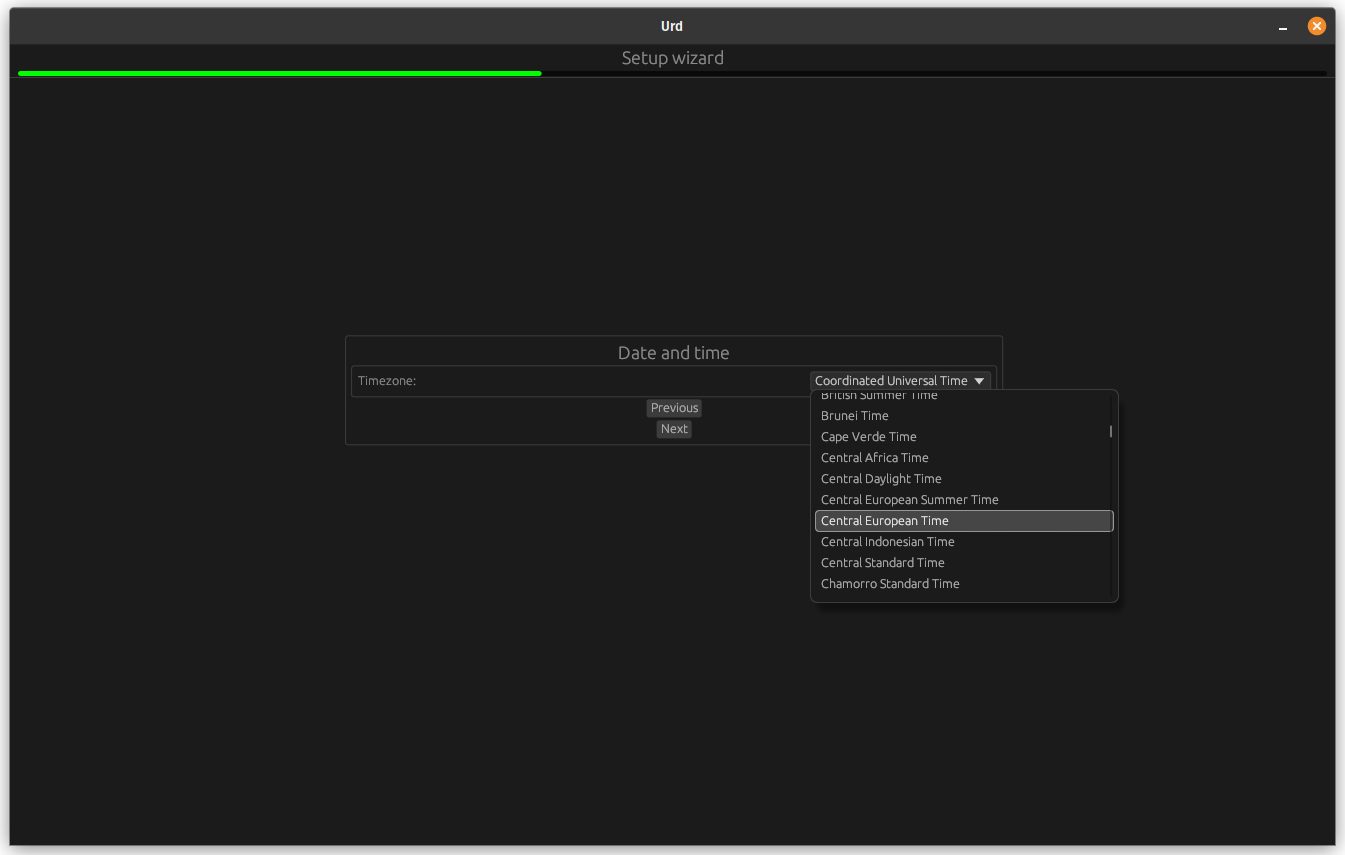 Urd
Setup wizard
Date and time
Timezone:
Coordinated Universal Time
British Summer Time
Brunei Time
Cape Verde Time
Central Africa Time
Central Daylight Time
Central European Summer Time
Central European Time
Central Indonesian Time
Central Standard Time
Chamorro Standard Time
Previous
Next